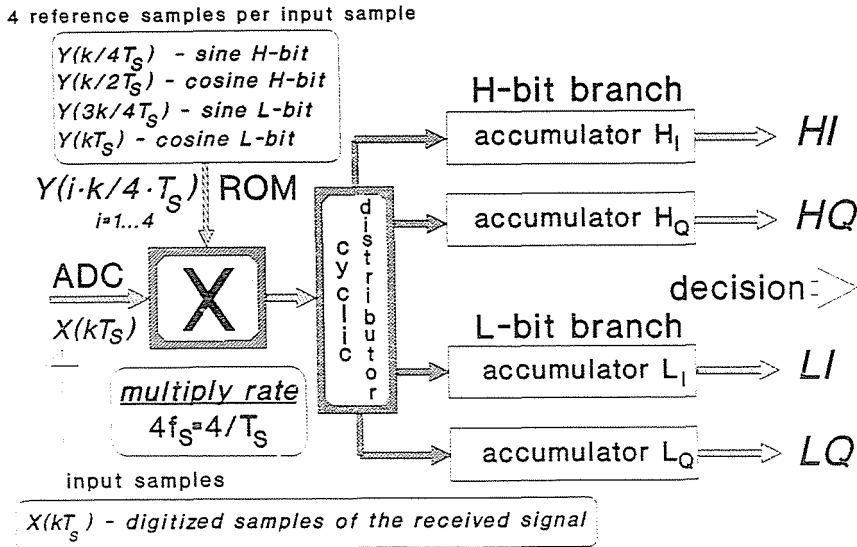 4 reference samples per input sample
Y(k/4T_S) - sine H-bit
Y(k/2T_S) - cosine H-bit
Y(3k/4T_S) - sine L-bit
Y(kT_S) - cosine L-bit
Y(i·k/4·T_S) ROM
i=1...4
ADC
X(kT_S)
X
multiply rate
4f_S=4/T_S
cyclic
distributor
H-bit branch
accumulator H_I
HI
accumulator H_Q
HQ
decision
L-bit branch
accumulator L_I
LI
accumulator L_Q
LQ
input samples
X(kT_S) - digitized samples of the received signal